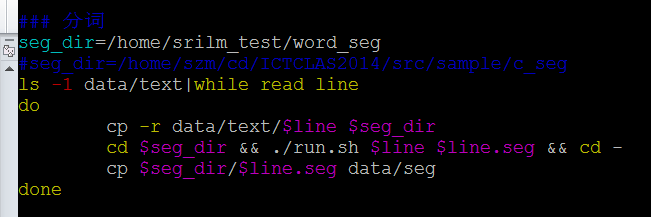 ### 分词
seg_dir=/home/srilm_test/word_seg
#seg_dir=/home/szm/cd/ICTCLAS2014/src/sample/c_seg
ls -1 data/text|while read line
do
        cp -r data/text/$line $seg_dir
        cd $seg_dir && ./run.sh $line $line.seg && cd -
        cp $seg_dir/$line.seg data/seg
done